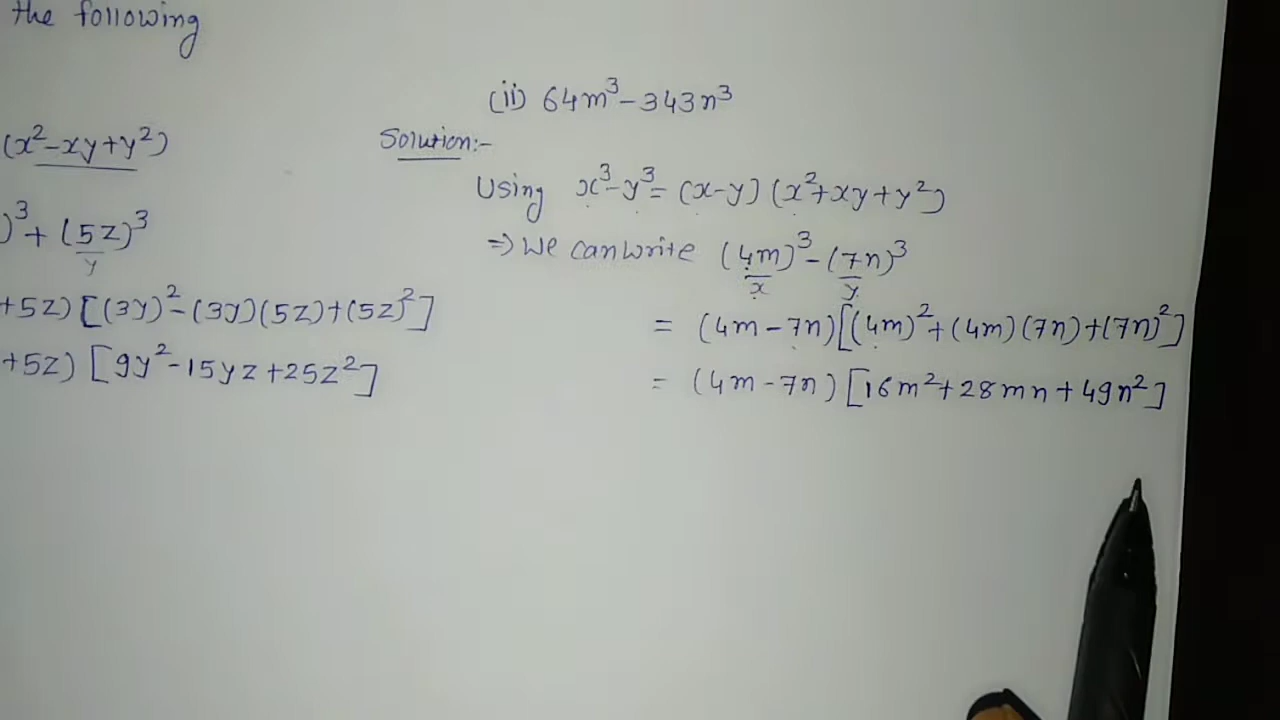 the following
(x²-xy+y²)
)³+(5z)³
y
+5z)[(3y)²-(3y)(5z)+(5z)²]
+5z)[9y²-15yz+25z²]
(ii) 64m³-343n³
Solution:-
Using x³-y³=(x-y)(x²+xy+y²)
⇒ We can write (4m)³-(7n)³
x y
= (4m-7n)[(4m)²+(4m)(7n)+(7n)²]
= (4m-7n)[16m²+28mn+49n²]